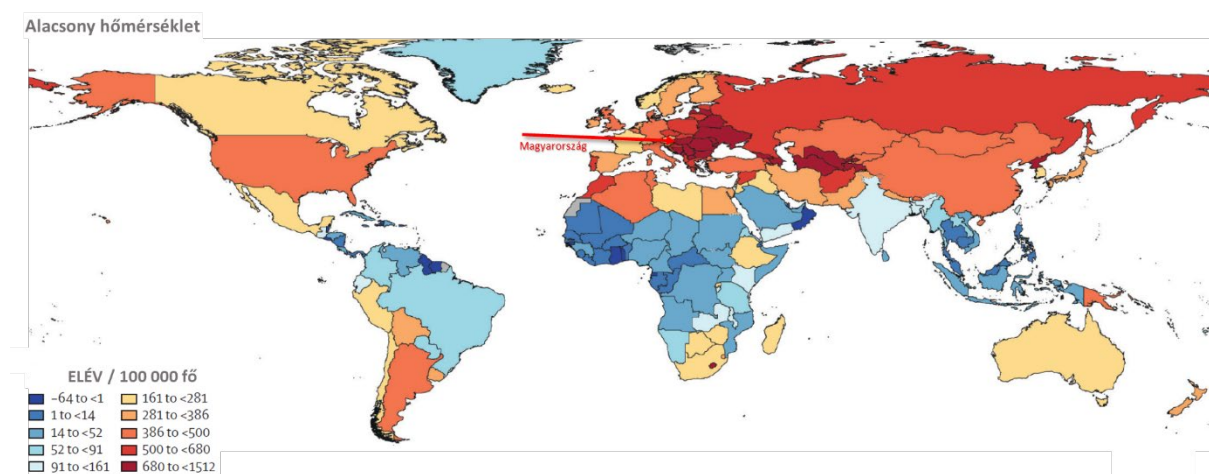 Alacsony hőmérséklet
Magyarország
ELÉV / 100 000 fő
−64 to <1
1 to <14
14 to <52
52 to <91
91 to <161
161 to <281
281 to <386
386 to <500
500 to <680
680 to <1512